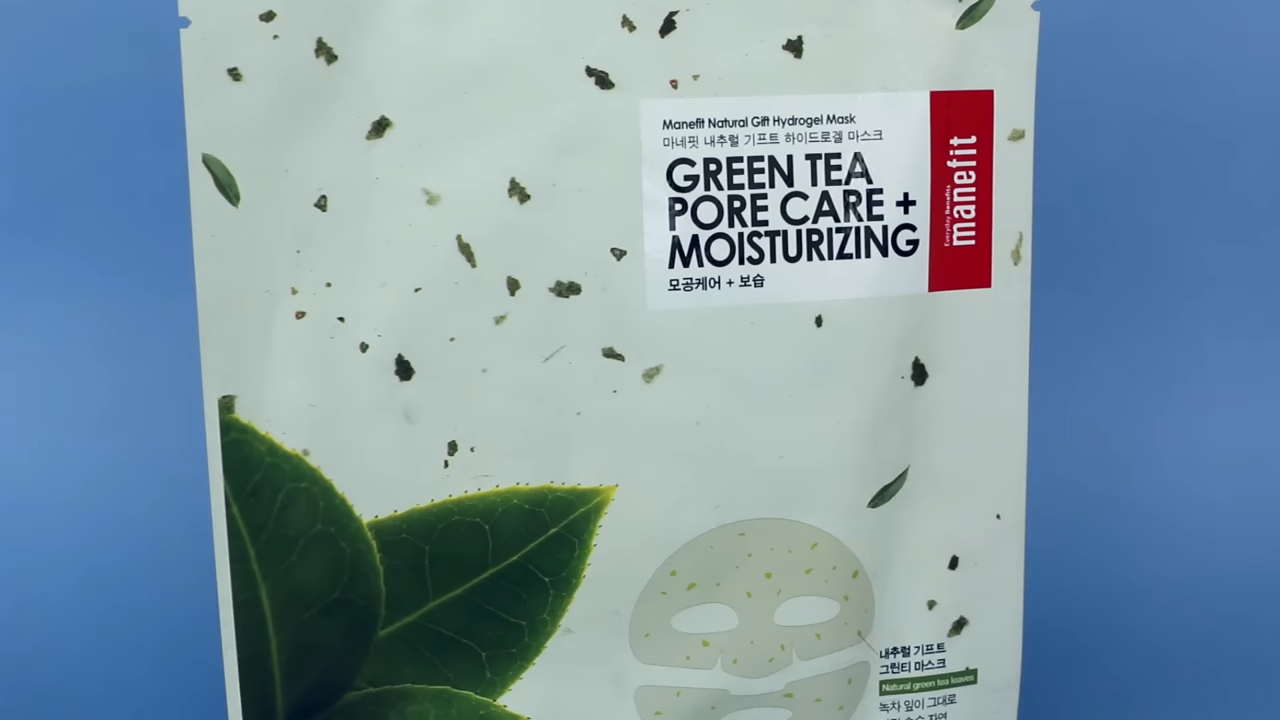 Manefit Natural Gift Hydrogel Mask
마네핏 내추럴 기프트 하이드로겔 마스크
GREEN TEA
PORE CARE +
MOISTURIZING
모공케어 + 보습
Everyday Benefits
manefit
내추럴 기프트
그린티 마스크
Natural green tea leaves
녹차 잎이 그대로